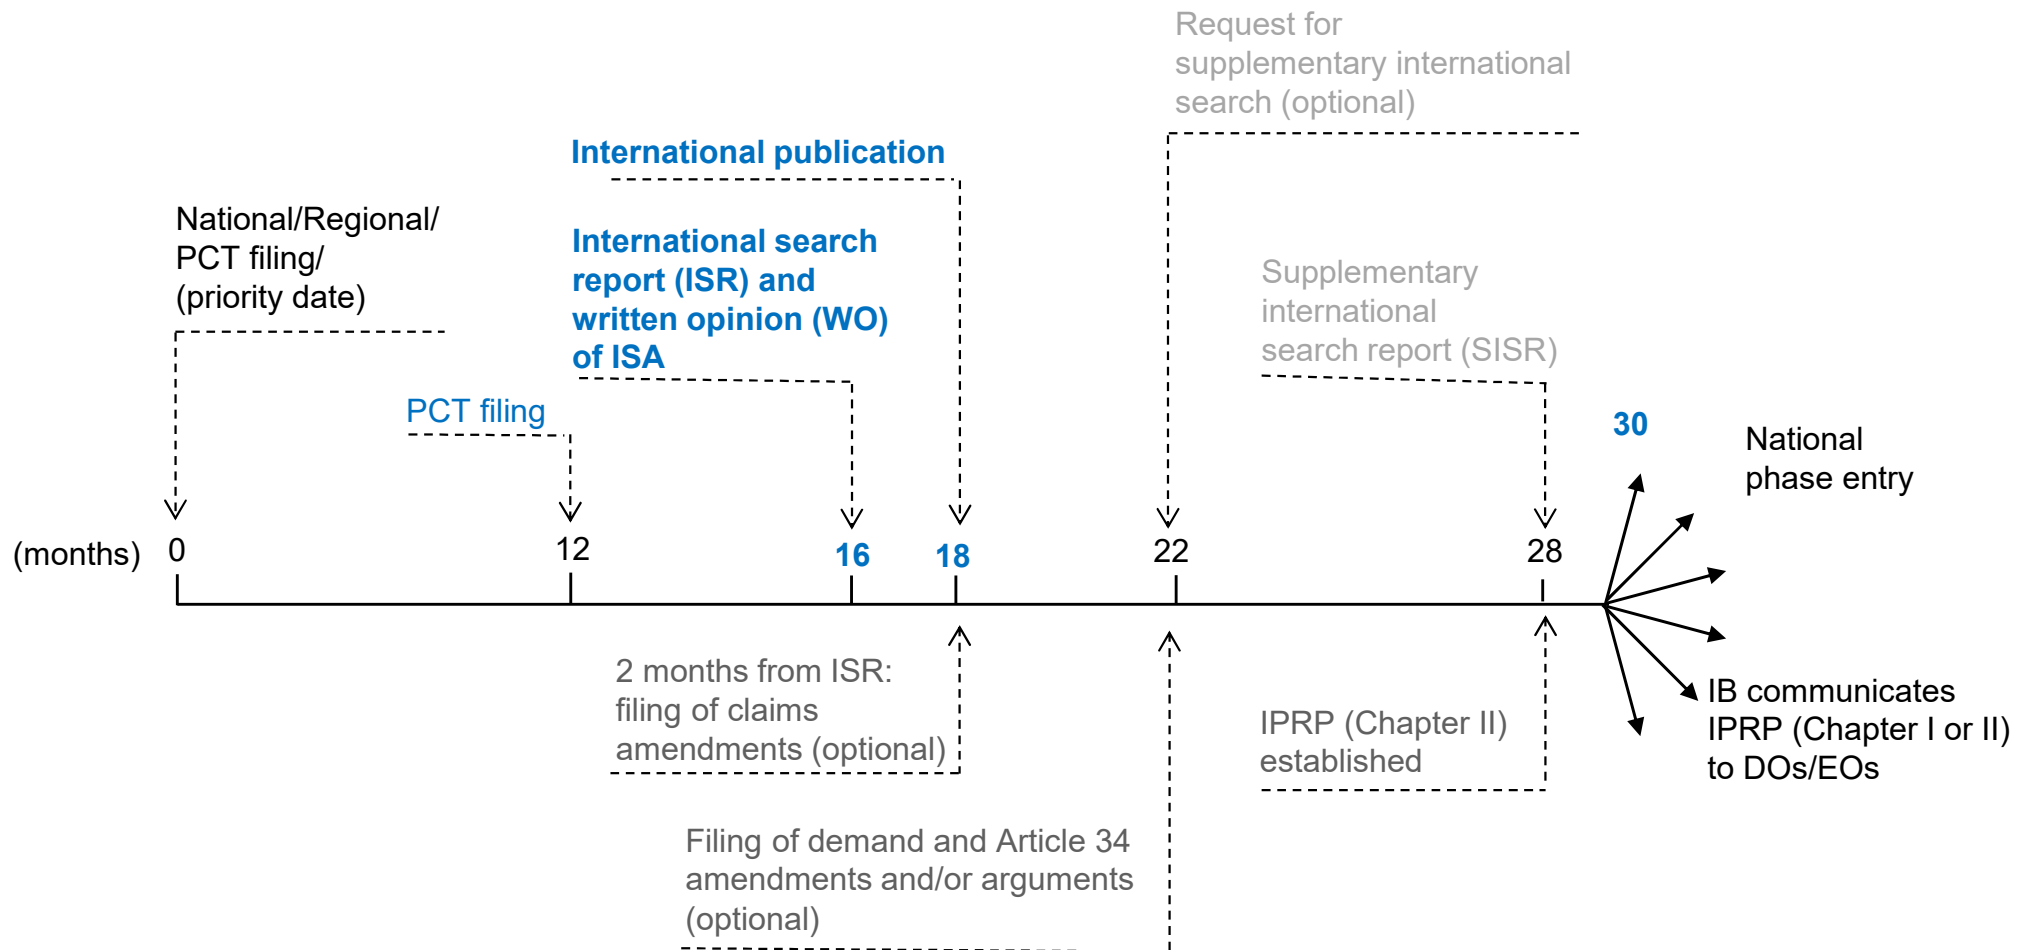 Request for
supplementary international
search (optional)
International publication
National/Regional/
PCT filing/
(priority date)
International search
report (ISR) and
written opinion (WO)
of ISA
Supplementary
international
search report (SISR)
PCT filing
30
National
phase entry
(months) 0 12 16 18 22 28
2 months from ISR:
filing of claims
amendments (optional)
IPRP (Chapter II)
established
IB communicates
IPRP (Chapter I or II)
to DOs/EOs
Filing of demand and Article 34
amendments and/or arguments
(optional)